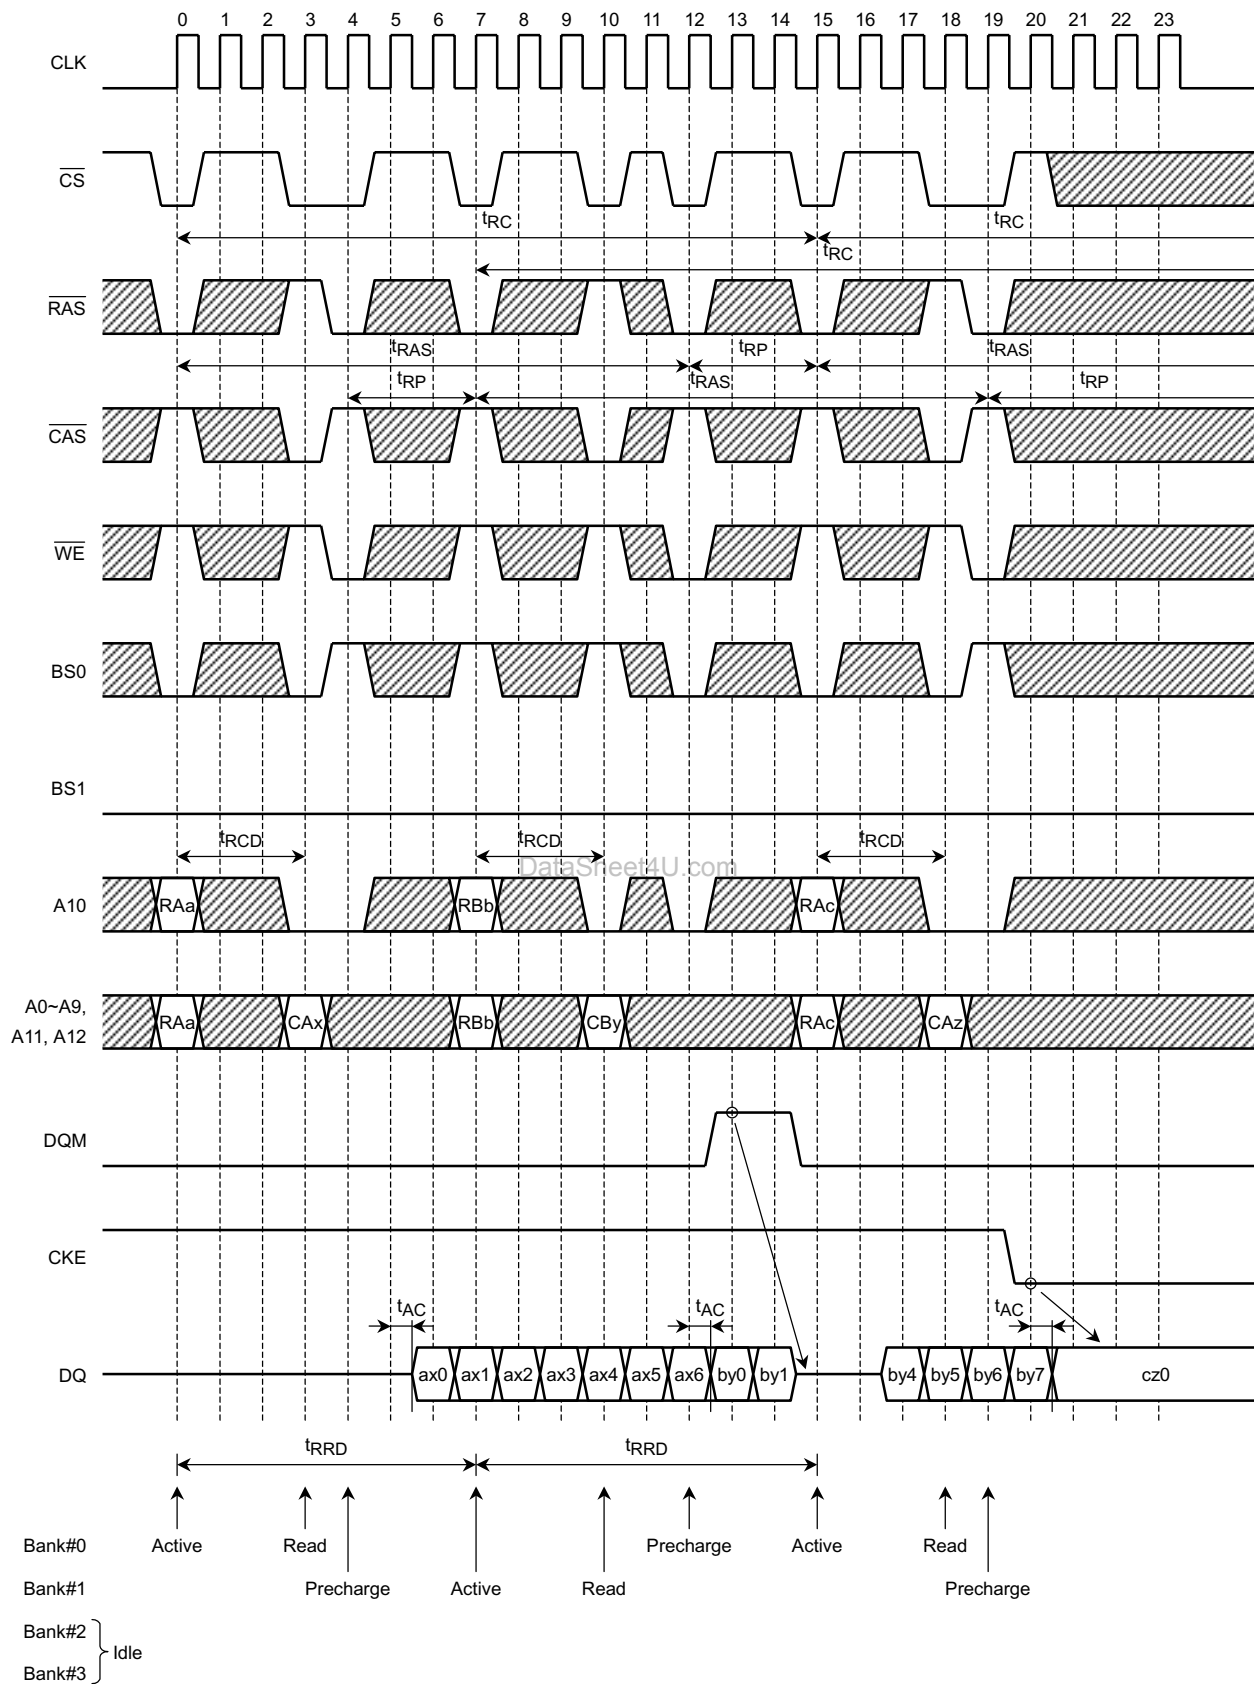 0 1 2 3 4 5 6 7 8 9 10 11 12 13 14 15 16 17 18 19 20 21 22 23
CLK
CS
tRC tRC
tRC
RAS
tRAS tRP tRAS
tRP tRAS tRP
CAS
WE
BS0
BS1
tRCD tRCD tRCD
DataSheet4U.com
A10 RAa RBb RAc
A0~A9,
A11, A12 RAa CAx RBb CBy RAc CAz
DQM
CKE
tAC tAC tAC
DQ ax0 ax1 ax2 ax3 ax4 ax5 ax6 by0 by1 by4 by5 by6 by7 cz0
tRRD tRRD
Bank#0 Active Read Precharge Active Read
Bank#1 Precharge Active Read Precharge
Bank#2
Idle
Bank#3